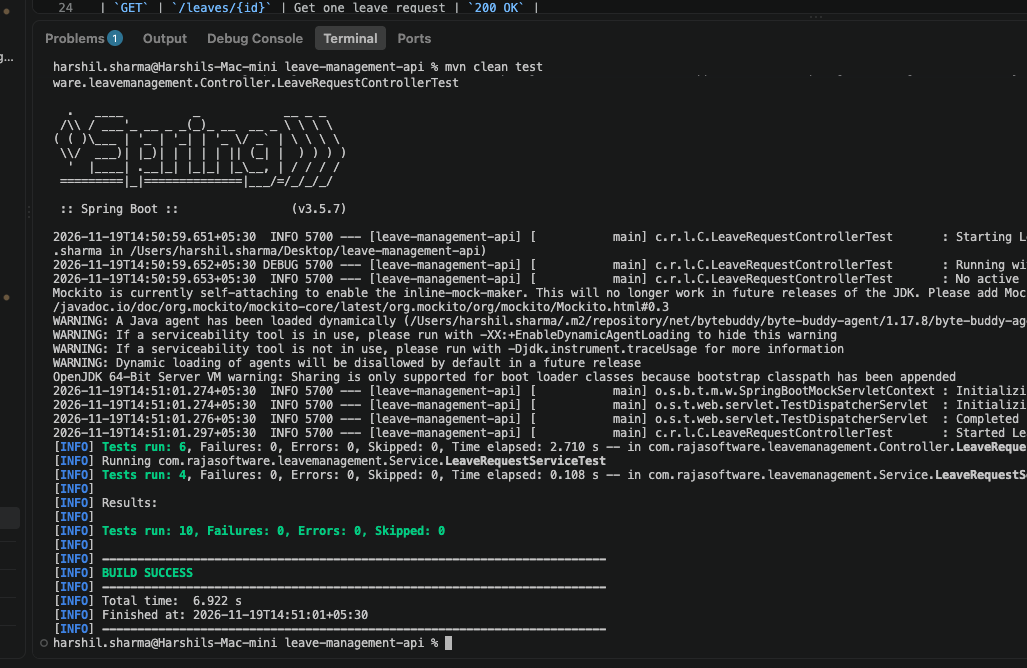 24 | `GET` | `/leaves/{id}` | Get one leave request | `200 OK` |
Problems 1 Output Debug Console Terminal Ports
g...
harshil.sharma@Harshils-Mac-mini leave-management-api % mvn clean test
ware.leavemanagement.Controller.LeaveRequestControllerTest
  .   ____          _            __ _ _
 /\\ / ___'_ __ _ _(_)_ __  __ _ \ \ \ \
( ( )\___ | '_ | '_| | '_ \/ _` | \ \ \ \
 \\/  ___)| |_)| | | | | || (_| |  ) ) ) )
  '  |____| .__|_| |_|_| |_\__, | / / / /
 =========|_|==============|___/=/_/_/_/
 :: Spring Boot ::                (v3.5.7)
2026-11-19T14:50:59.651+05:30  INFO 5700 --- [leave-management-api] [           main] c.r.l.C.LeaveRequestControllerTest       : Starting L
.sharma in /Users/harshil.sharma/Desktop/leave-management-api)
2026-11-19T14:50:59.652+05:30 DEBUG 5700 --- [leave-management-api] [           main] c.r.l.C.LeaveRequestControllerTest       : Running wi
2026-11-19T14:50:59.653+05:30  INFO 5700 --- [leave-management-api] [           main] c.r.l.C.LeaveRequestControllerTest       : No active
Mockito is currently self-attaching to enable the inline-mock-maker. This will no longer work in future releases of the JDK. Please add Moc
/javadoc.io/doc/org.mockito/mockito-core/latest/org.mockito/org/mockito/Mockito.html#0.3
WARNING: A Java agent has been loaded dynamically (/Users/harshil.sharma/.m2/repository/net/bytebuddy/byte-buddy-agent/1.17.8/byte-buddy-ag
WARNING: If a serviceability tool is in use, please run with -XX:+EnableDynamicAgentLoading to hide this warning
WARNING: If a serviceability tool is not in use, please run with -Djdk.instrument.traceUsage for more information
WARNING: Dynamic loading of agents will be disallowed by default in a future release
OpenJDK 64-Bit Server VM warning: Sharing is only supported for boot loader classes because bootstrap classpath has been appended
2026-11-19T14:51:01.274+05:30  INFO 5700 --- [leave-management-api] [           main] o.s.b.t.m.w.SpringBootMockServletContext : Initializi
2026-11-19T14:51:01.274+05:30  INFO 5700 --- [leave-management-api] [           main] o.s.t.web.servlet.TestDispatcherServlet  : Initializi
2026-11-19T14:51:01.276+05:30  INFO 5700 --- [leave-management-api] [           main] o.s.t.web.servlet.TestDispatcherServlet  : Completed
2026-11-19T14:51:01.297+05:30  INFO 5700 --- [leave-management-api] [           main] c.r.l.C.LeaveRequestControllerTest       : Started Le
[INFO] Tests run: 6, Failures: 0, Errors: 0, Skipped: 0, Time elapsed: 2.710 s -- in com.rajasoftware.leavemanagement.Controller.LeaveReque
[INFO] Running com.rajasoftware.leavemanagement.Service.LeaveRequestServiceTest
[INFO] Tests run: 4, Failures: 0, Errors: 0, Skipped: 0, Time elapsed: 0.108 s -- in com.rajasoftware.leavemanagement.Service.LeaveRequestS
[INFO]
[INFO] Results:
[INFO]
[INFO] Tests run: 10, Failures: 0, Errors: 0, Skipped: 0
[INFO]
[INFO] ------------------------------------------------------------------------
[INFO] BUILD SUCCESS
[INFO] ------------------------------------------------------------------------
[INFO] Total time:  6.922 s
[INFO] Finished at: 2026-11-19T14:51:01+05:30
[INFO] ------------------------------------------------------------------------
harshil.sharma@Harshils-Mac-mini leave-management-api %